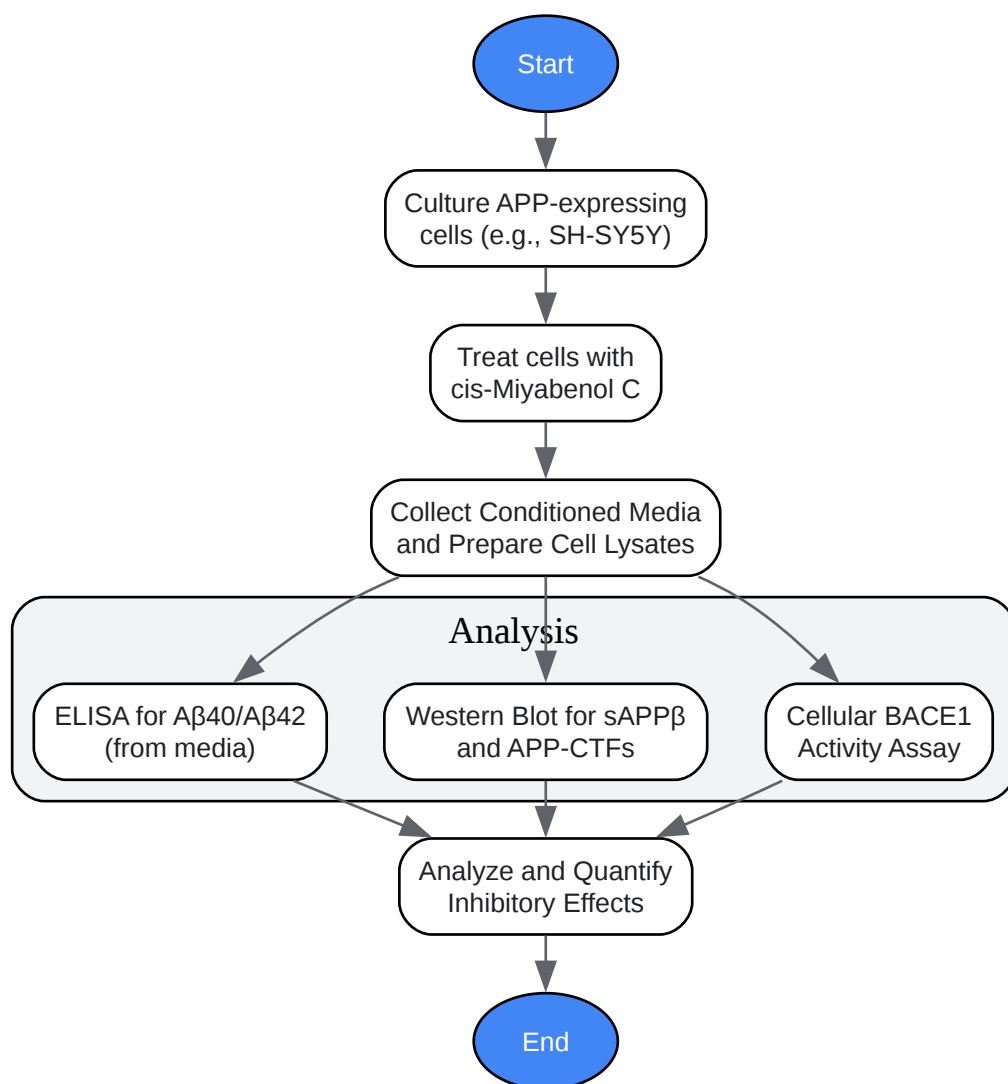 Start
Culture APP-expressing
cells (e.g., SH-SY5Y)
Treat cells with
cis-Miyabenol C
Collect Conditioned Media
and Prepare Cell Lysates
Analysis
ELISA for Aβ40/Aβ42
(from media)
Western Blot for sAPPβ
and APP-CTFs
Cellular BACE1
Activity Assay
Analyze and Quantify
Inhibitory Effects
End